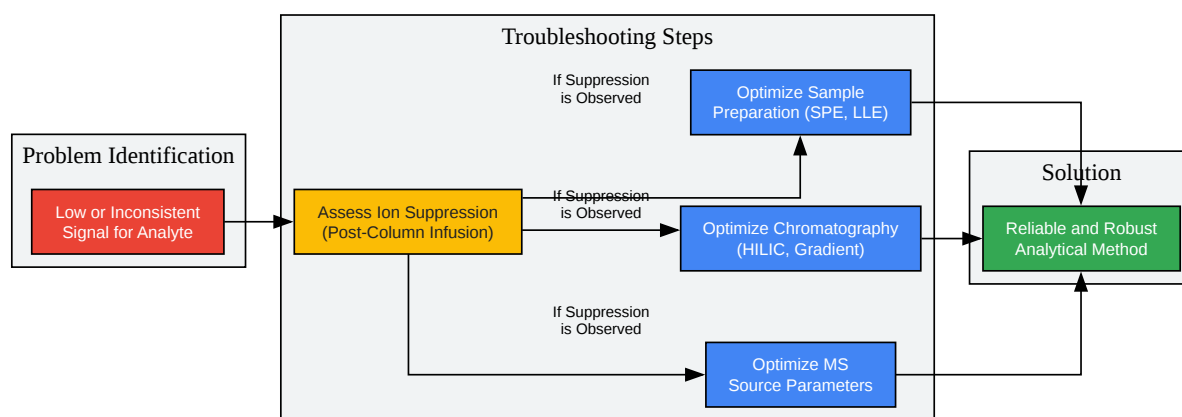 Troubleshooting Steps
If Suppression
is Observed
Optimize Sample
Preparation (SPE, LLE)
Problem Identification
Low or Inconsistent
Signal for Analyte
Assess Ion Suppression
(Post-Column Infusion)
If Suppression
is Observed
Optimize Chromatography
(HILIC, Gradient)
Solution
Reliable and Robust
Analytical Method
If Suppression
is Observed
Optimize MS
Source Parameters